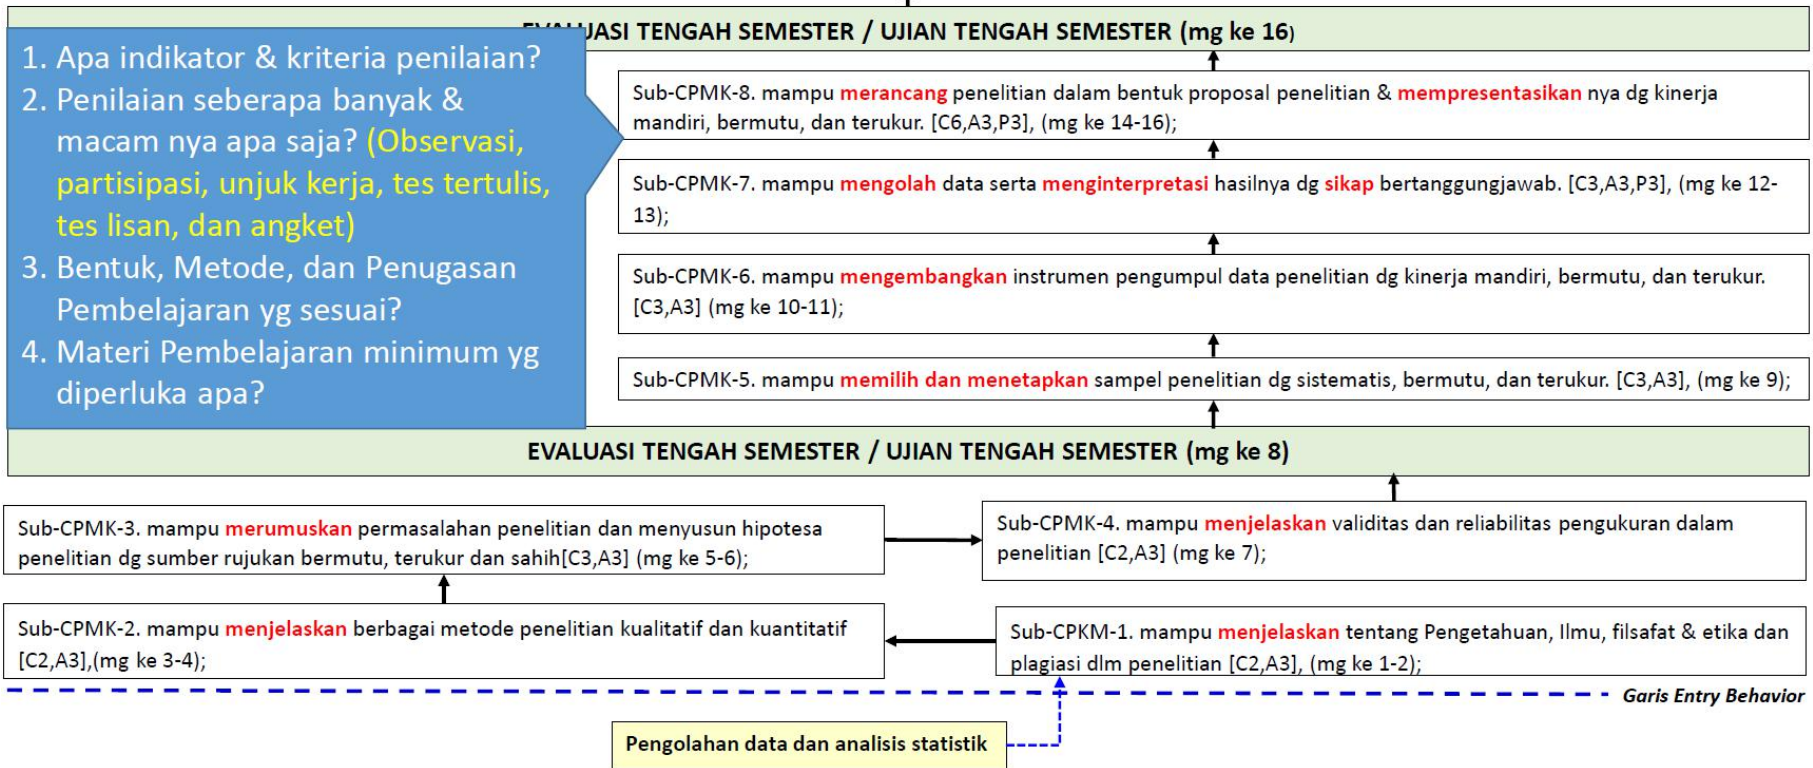 EVALUASI TENGAH SEMESTER / UJIAN TENGAH SEMESTER (mg ke 16)
1. Apa indikator & kriteria penilaian?
2. Penilaian seberapa banyak &
macam nya apa saja? (Observasi,
partisipasi, unjuk kerja, tes tertulis,
tes lisan, dan angket)
3. Bentuk, Metode, dan Penugasan
Pembelajaran yg sesuai?
4. Materi Pembelajaran minimum yg
diperluka apa?
Sub-CPMK-8. mampu merancang penelitian dalam bentuk proposal penelitian & mempresentasikan nya dg kinerja
mandiri, bermutu, dan terukur. [C6,A3,P3], (mg ke 14-16);
Sub-CPMK-7. mampu mengolah data serta menginterpretasi hasilnya dg sikap bertanggungjawab. [C3,A3,P3], (mg ke 12-
13);
Sub-CPMK-6. mampu mengembangkan instrumen pengumpul data penelitian dg kinerja mandiri, bermutu, dan terukur.
[C3,A3] (mg ke 10-11);
Sub-CPMK-5. mampu memilih dan menetapkan sampel penelitian dg sistematis, bermutu, dan terukur. [C3,A3], (mg ke 9);
EVALUASI TENGAH SEMESTER / UJIAN TENGAH SEMESTER (mg ke 8)
Sub-CPMK-3. mampu merumuskan permasalahan penelitian dan menyusun hipotesa
penelitian dg sumber rujukan bermutu, terukur dan sahih[C3,A3] (mg ke 5-6);
Sub-CPMK-4. mampu menjelaskan validitas dan reliabilitas pengukuran dalam
penelitian [C2,A3] (mg ke 7);
Sub-CPMK-2. mampu menjelaskan berbagai metode penelitian kualitatif dan kuantitatif
[C2,A3],(mg ke 3-4);
Sub-CPKM-1. mampu menjelaskan tentang Pengetahuan, Ilmu, filsafat & etika dan
plagiasi dlm penelitian [C2,A3], (mg ke 1-2);
Garis Entry Behavior
Pengolahan data dan analisis statistik